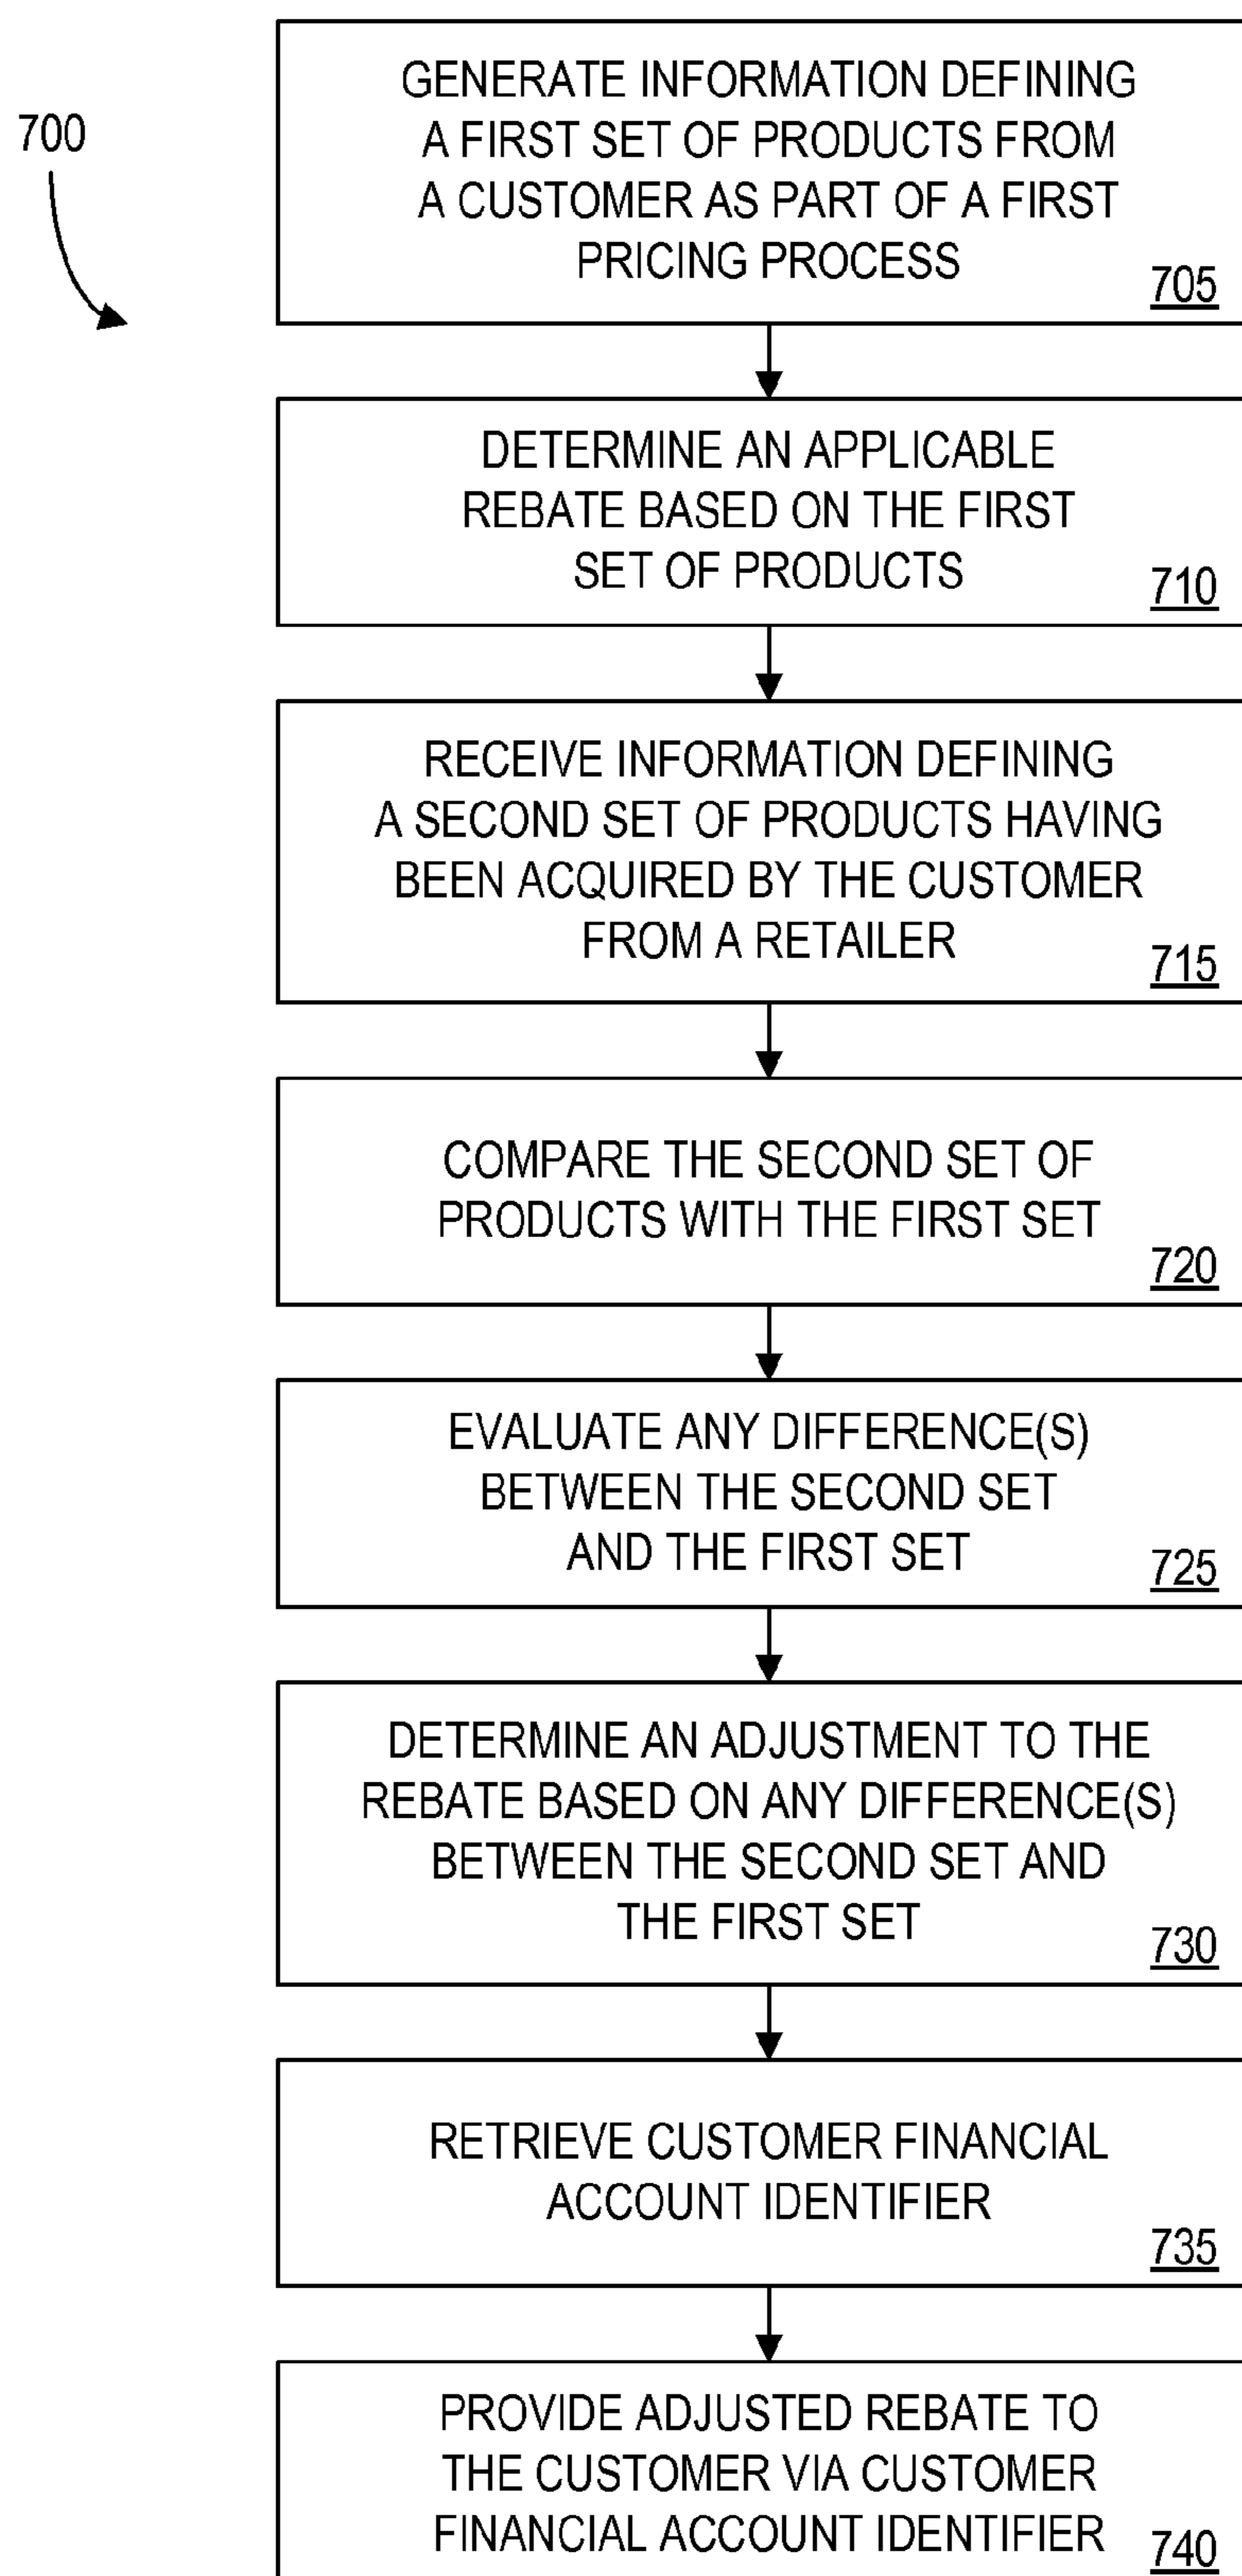 700
GENERATE INFORMATION DEFINING
A FIRST SET OF PRODUCTS FROM
A CUSTOMER AS PART OF A FIRST
PRICING PROCESS
705
DETERMINE AN APPLICABLE
REBATE BASED ON THE FIRST
SET OF PRODUCTS
710
RECEIVE INFORMATION DEFINING
A SECOND SET OF PRODUCTS HAVING
BEEN ACQUIRED BY THE CUSTOMER
FROM A RETAILER
715
COMPARE THE SECOND SET OF
PRODUCTS WITH THE FIRST SET
720
EVALUATE ANY DIFFERENCE(S)
BETWEEN THE SECOND SET
AND THE FIRST SET
725
DETERMINE AN ADJUSTMENT TO THE
REBATE BASED ON ANY DIFFERENCE(S)
BETWEEN THE SECOND SET AND
THE FIRST SET
730
RETRIEVE CUSTOMER FINANCIAL
ACCOUNT IDENTIFIER
735
PROVIDE ADJUSTED REBATE TO
THE CUSTOMER VIA CUSTOMER
FINANCIAL ACCOUNT IDENTIFIER
740